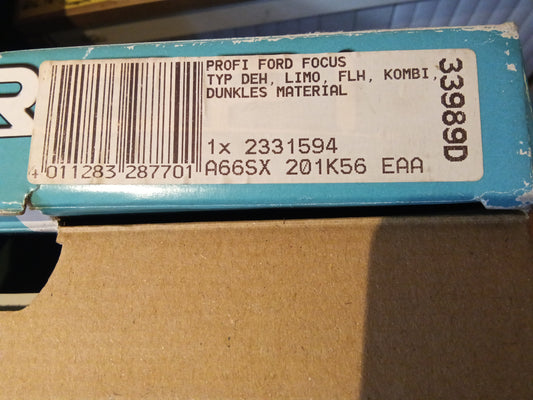 PROFI FORD FOCUS
TYP DEH, LIMO, FLH, KOMBI,
DUNKLES MATERIAL
33989D
1x 2331594
A66SX 201K56 EAA
4 011283 287701
R